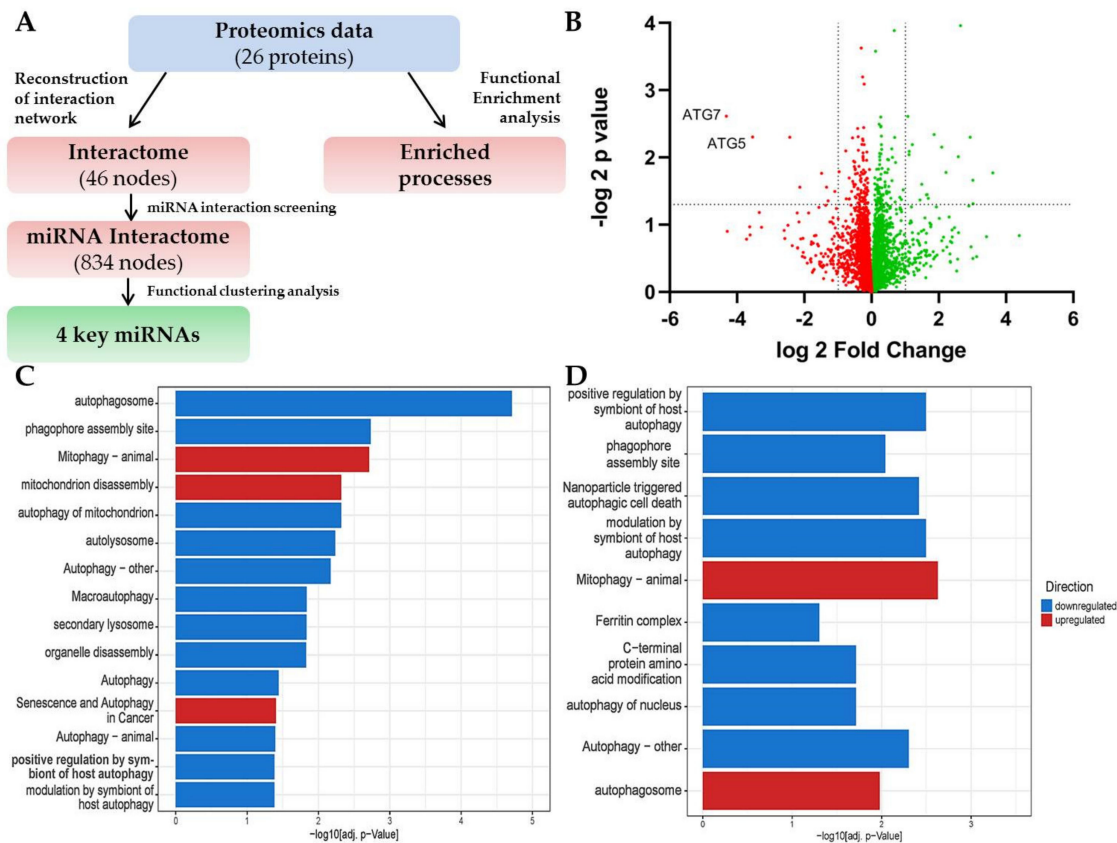 A
Proteomics data
(26 proteins)
Reconstruction
of interaction
network
Functional
Enrichment
analysis
Interactome
(46 nodes)
Enriched
processes
miRNA interaction screening
miRNA Interactome
(834 nodes)
Functional clustering analysis
4 key miRNAs
B
-log 2 p value
4
3
2
1
0
ATG7
ATG5
-6
-4
-2
0
2
4
6
log 2 Fold Change
C
autophagosome
phagophore assembly site
Mitophagy – animal
mitochondrion disassembly
autophagy of mitochondrion
autolysosome
Autophagy – other
Macroautophagy
secondary lysosome
organelle disassembly
Autophagy
Senescence and Autophagy
in Cancer
Autophagy – animal
positive regulation by sym-
biont of host autophagy
modulation by symbiont of
host autophagy
0
1
2
3
4
5
−log10[adj. p−Value]
D
positive regulation by
symbiont of host
autophagy
phagophore
assembly site
Nanoparticle triggered
autophagic cell death
modulation by
symbiont of host
autophagy
Mitophagy – animal
Ferritin complex
C-terminal
protein amino
acid modification
autophagy of nucleus
Autophagy – other
autophagosome
0
1
2
3
−log10[adj. p−Value]
Direction
downregulated
upregulated